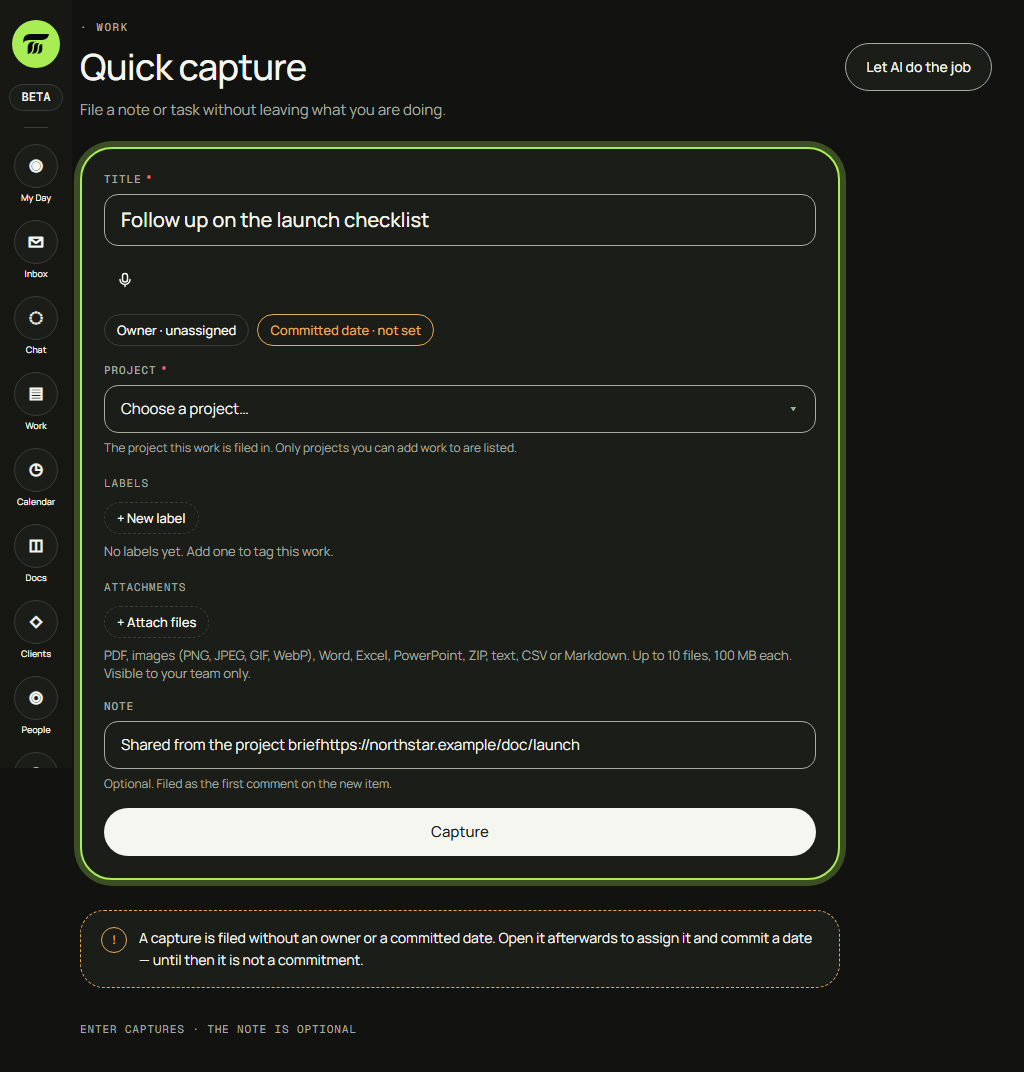 · WORK
Quick capture
Let AI do the job
File a note or task without leaving what you are doing.
BETA
My Day
Inbox
Chat
Work
Calendar
Docs
Clients
People
TITLE *
Follow up on the launch checklist
Owner · unassigned
Committed date · not set
PROJECT *
Choose a project…
The project this work is filed in. Only projects you can add work to are listed.
LABELS
+ New label
No labels yet. Add one to tag this work.
ATTACHMENTS
+ Attach files
PDF, images (PNG, JPEG, GIF, WebP), Word, Excel, PowerPoint, ZIP, text, CSV or Markdown. Up to 10 files, 100 MB each.
Visible to your team only.
NOTE
Shared from the project briefhttps://northstar.example/doc/launch
Optional. Filed as the first comment on the new item.
Capture
! A capture is filed without an owner or a committed date. Open it afterwards to assign it and commit a date
— until then it is not a commitment.
ENTER CAPTURES · THE NOTE IS OPTIONAL